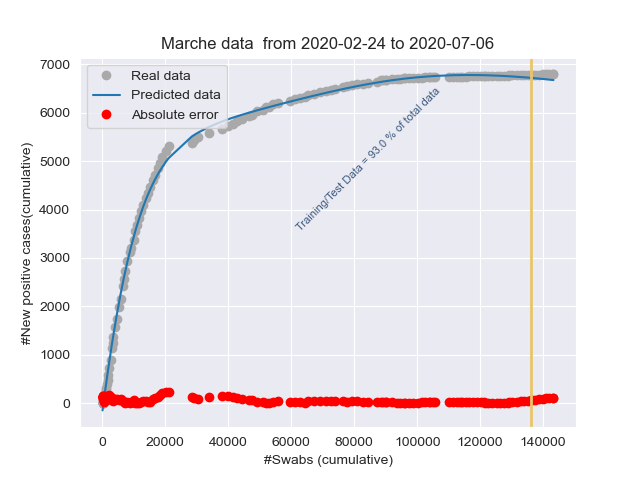 Marche data  from 2020-02-24 to 2020-07-06
7000
6000
5000
4000
3000
2000
1000
0
#New positive cases(cumulative)
Real data
Predicted data
Absolute error
Training/Test Data = 93.0 % of total data
0 20000 40000 60000 80000 100000 120000 140000
#Swabs (cumulative)